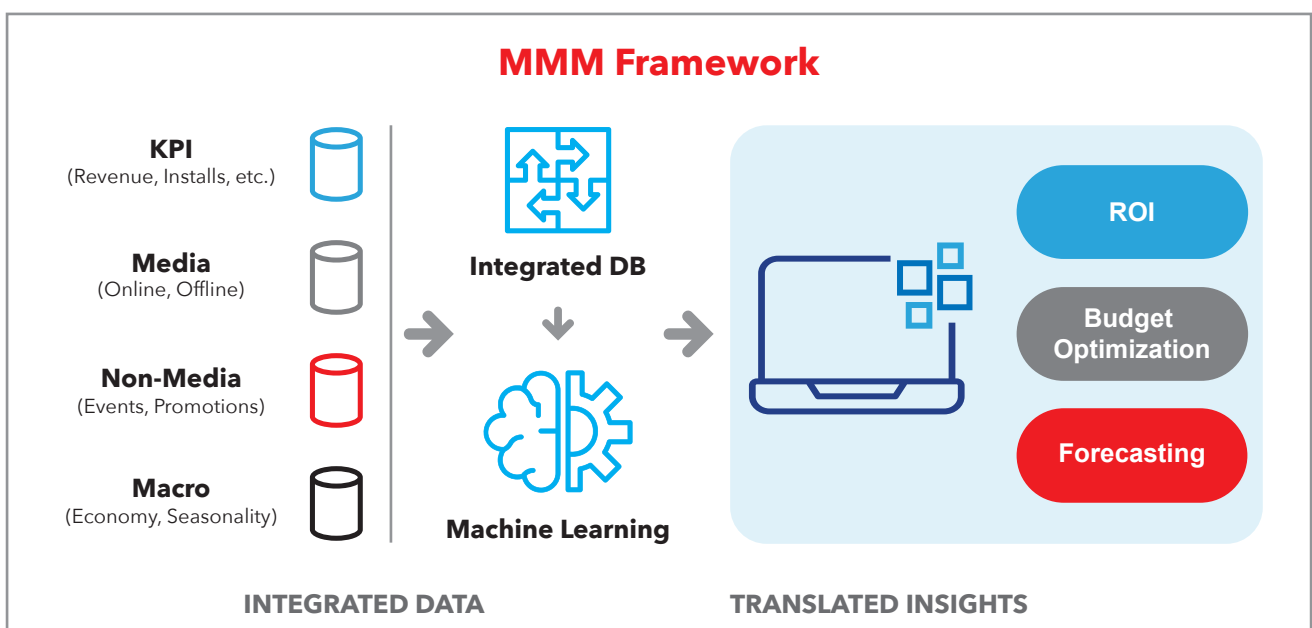 MMM Framework
KPI
(Revenue, Installs, etc.)
Media
(Online, Offline)
Non-Media
(Events, Promotions)
Macro
(Economy, Seasonality)
Integrated DB
Machine Learning
ROI
Budget
Optimization
Forecasting
INTEGRATED DATA
TRANSLATED INSIGHTS